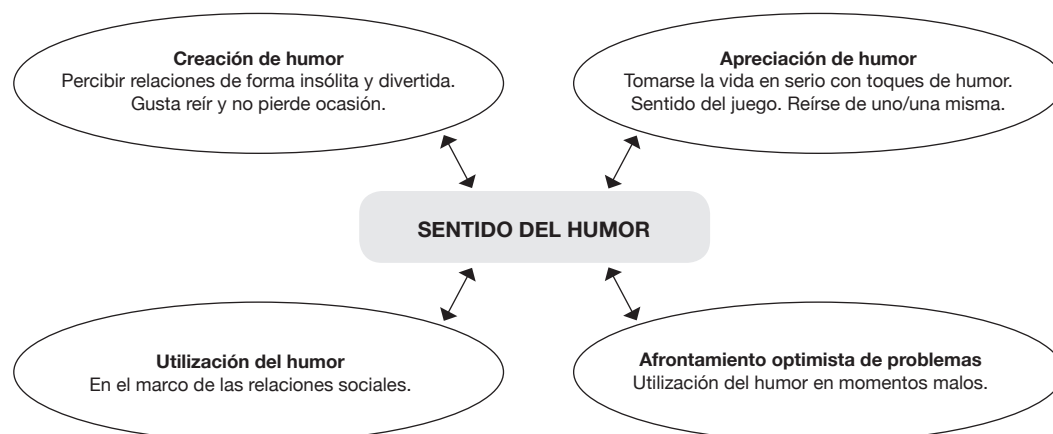 Creación de humor
Percibir relaciones de forma insólita y divertida.
Gusta reír y no pierde ocasión.
Apreciación de humor
Tomarse la vida en serio con toques de humor.
Sentido del juego. Reírse de uno/una misma.
SENTIDO DEL HUMOR
Utilización del humor
En el marco de las relaciones sociales.
Afrontamiento optimista de problemas
Utilización del humor en momentos malos.